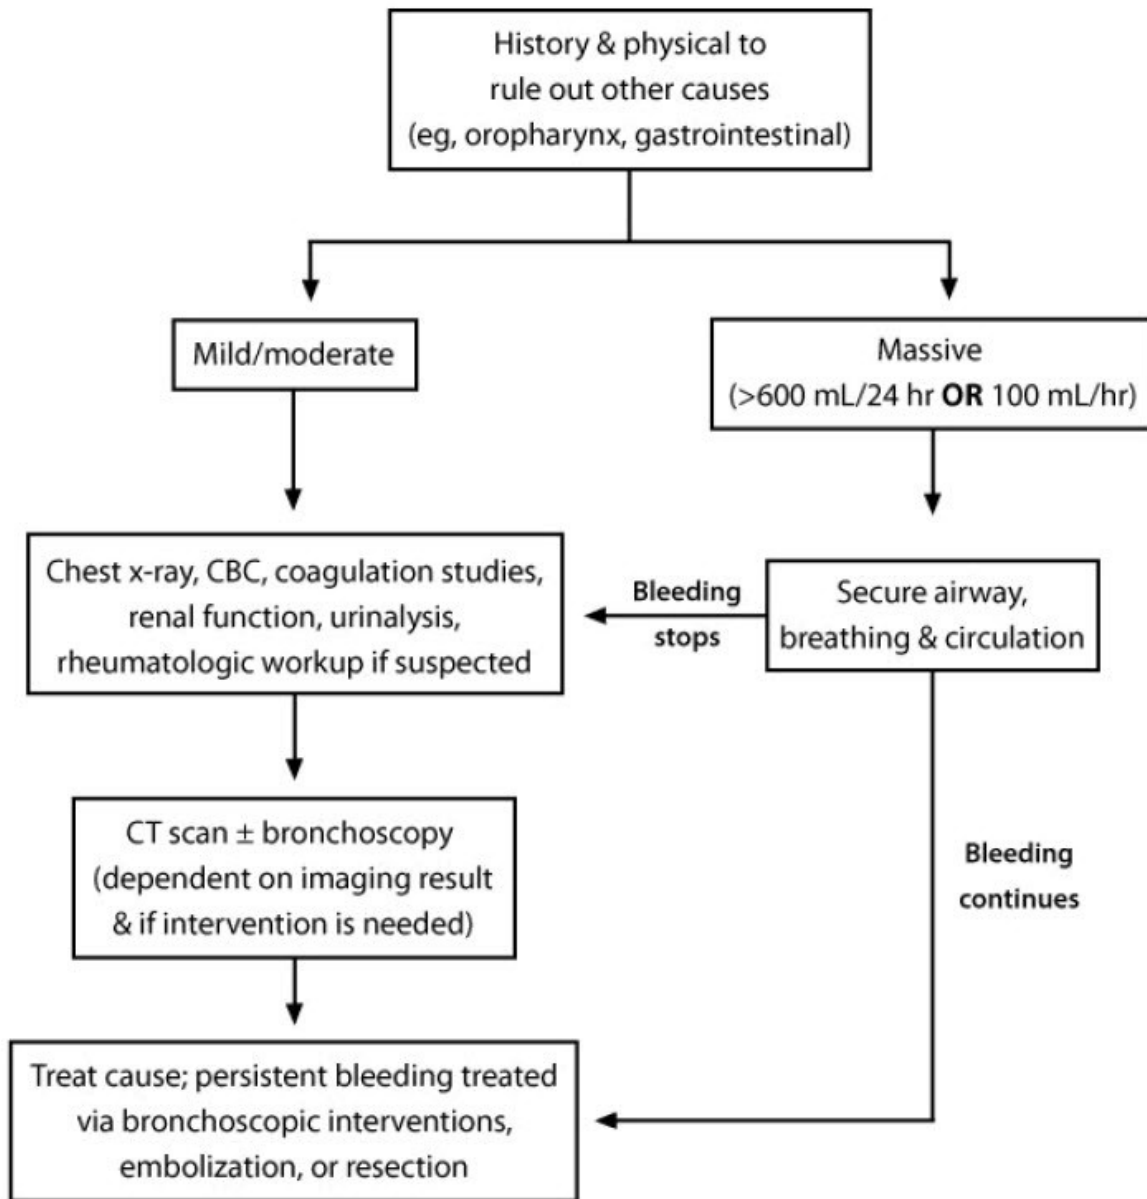 History & physical to
rule out other causes
(eg, oropharynx, gastrointestinal)
Mild/moderate
Massive
(>600 mL/24 hr OR 100 mL/hr)
Chest x-ray, CBC, coagulation studies,
renal function, urinalysis,
rheumatologic workup if suspected
Bleeding
stops
Secure airway,
breathing & circulation
CT scan ± bronchoscopy
(dependent on imaging result
& if intervention is needed)
Bleeding
continues
Treat cause; persistent bleeding treated
via bronchoscopic interventions,
embolization, or resection